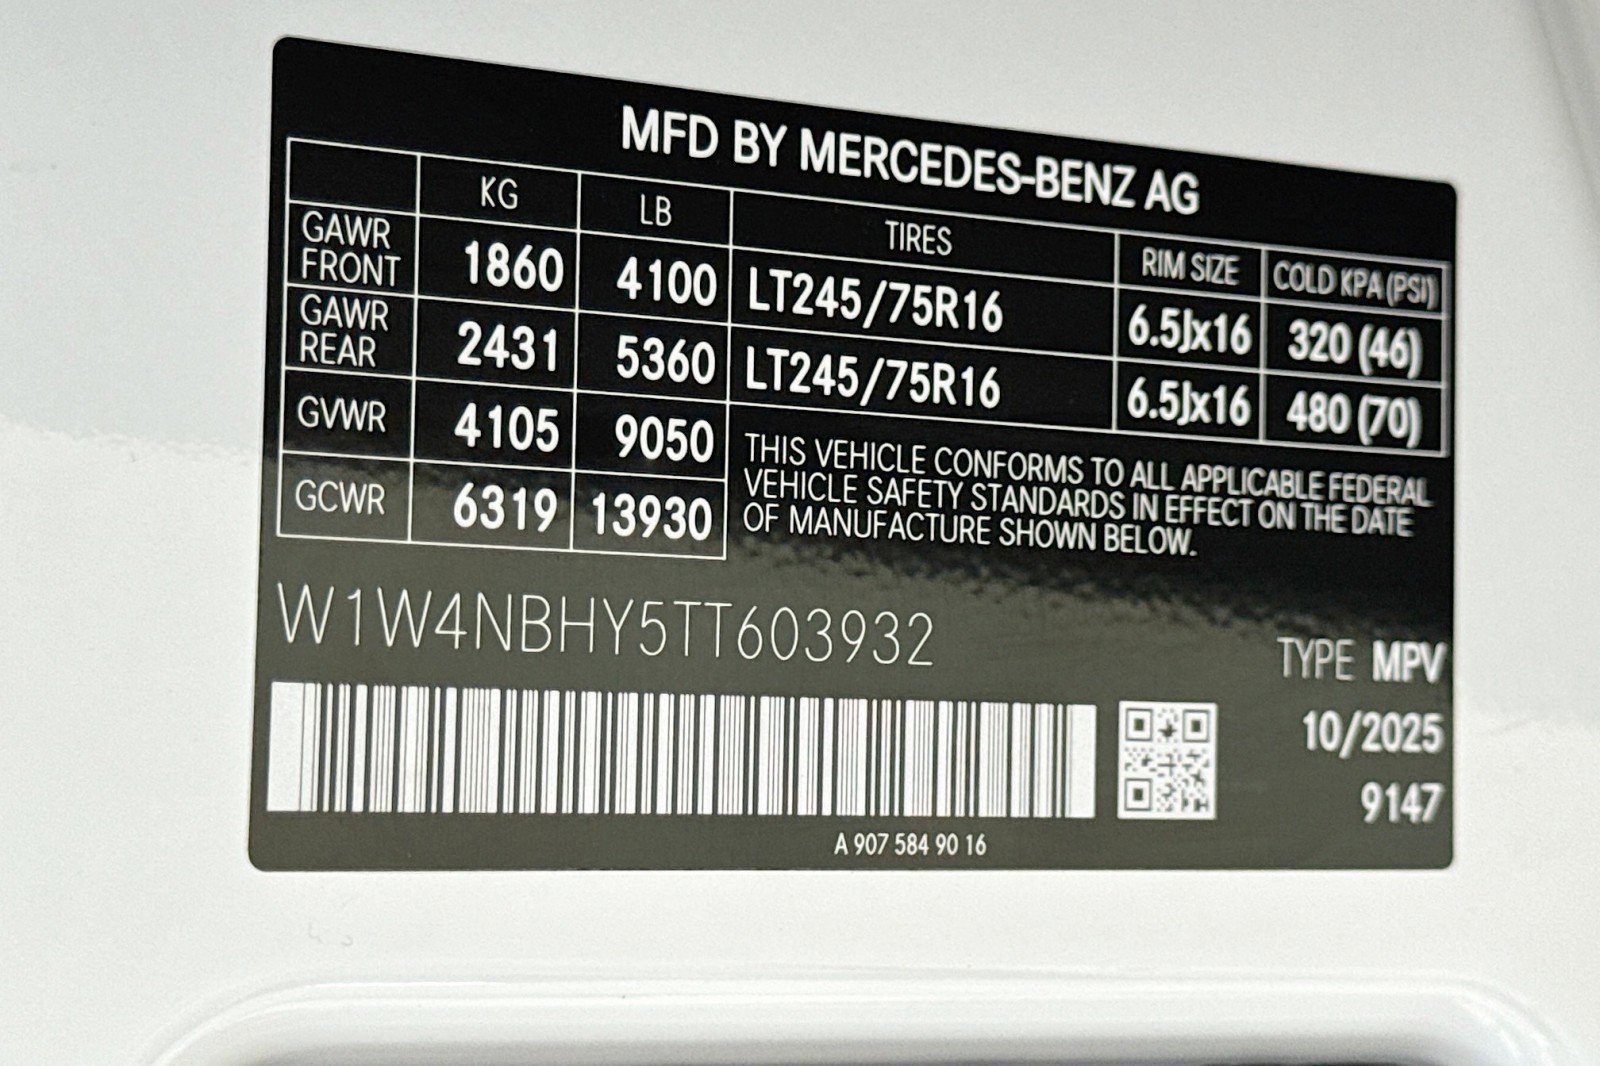 MFD BY MERCEDES-BENZ AG
KG LB TIRES RIM SIZE COLD KPA (PSI)
GAWR FRONT 1860 4100 LT245/75R16 6.5Jx16 320 (46)
GAWR REAR 2431 5360 LT245/75R16 6.5Jx16 480 (70)
GVWR 4105 9050
GCWR 6319 13930
THIS VEHICLE CONFORMS TO ALL APPLICABLE FEDERAL
VEHICLE SAFETY STANDARDS IN EFFECT ON THE DATE
OF MANUFACTURE SHOWN BELOW.
W1W4NBHY5TT603932
TYPE MPV
10/2025
9147
A 907 584 90 16